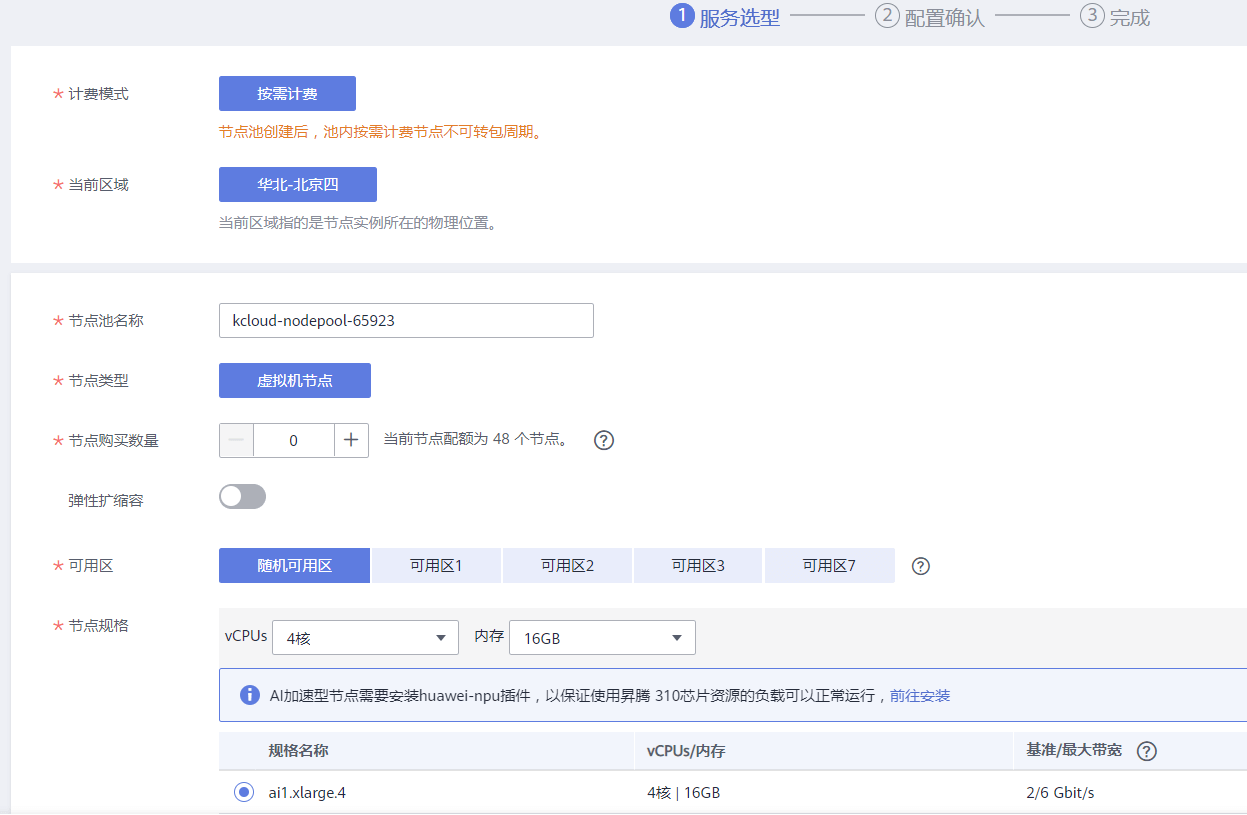 1 服务选型 2 配置确认 3 完成
* 计费模式 按需计费
节点池创建后，池内按需计费节点不可转包周期。
* 当前区域 华北-北京四
当前区域指的是节点实例所在的物理位置。
* 节点池名称 kcloud-nodepool-65923
* 节点类型 虚拟机节点
* 节点购买数量 — 0 + 当前节点配额为 48 个节点。 ?
弹性扩缩容
* 可用区 随机可用区 可用区1 可用区2 可用区3 可用区7 ?
* 节点规格 vCPUs 4核 内存 16GB
i AI加速型节点需要安装huawei-npu插件，以保证使用昇腾 310芯片资源的负载可以正常运行，前往安装
规格名称 vCPUs/内存 基准/最大带宽 ?
ai1.xlarge.4 4核 | 16GB 2/6 Gbit/s